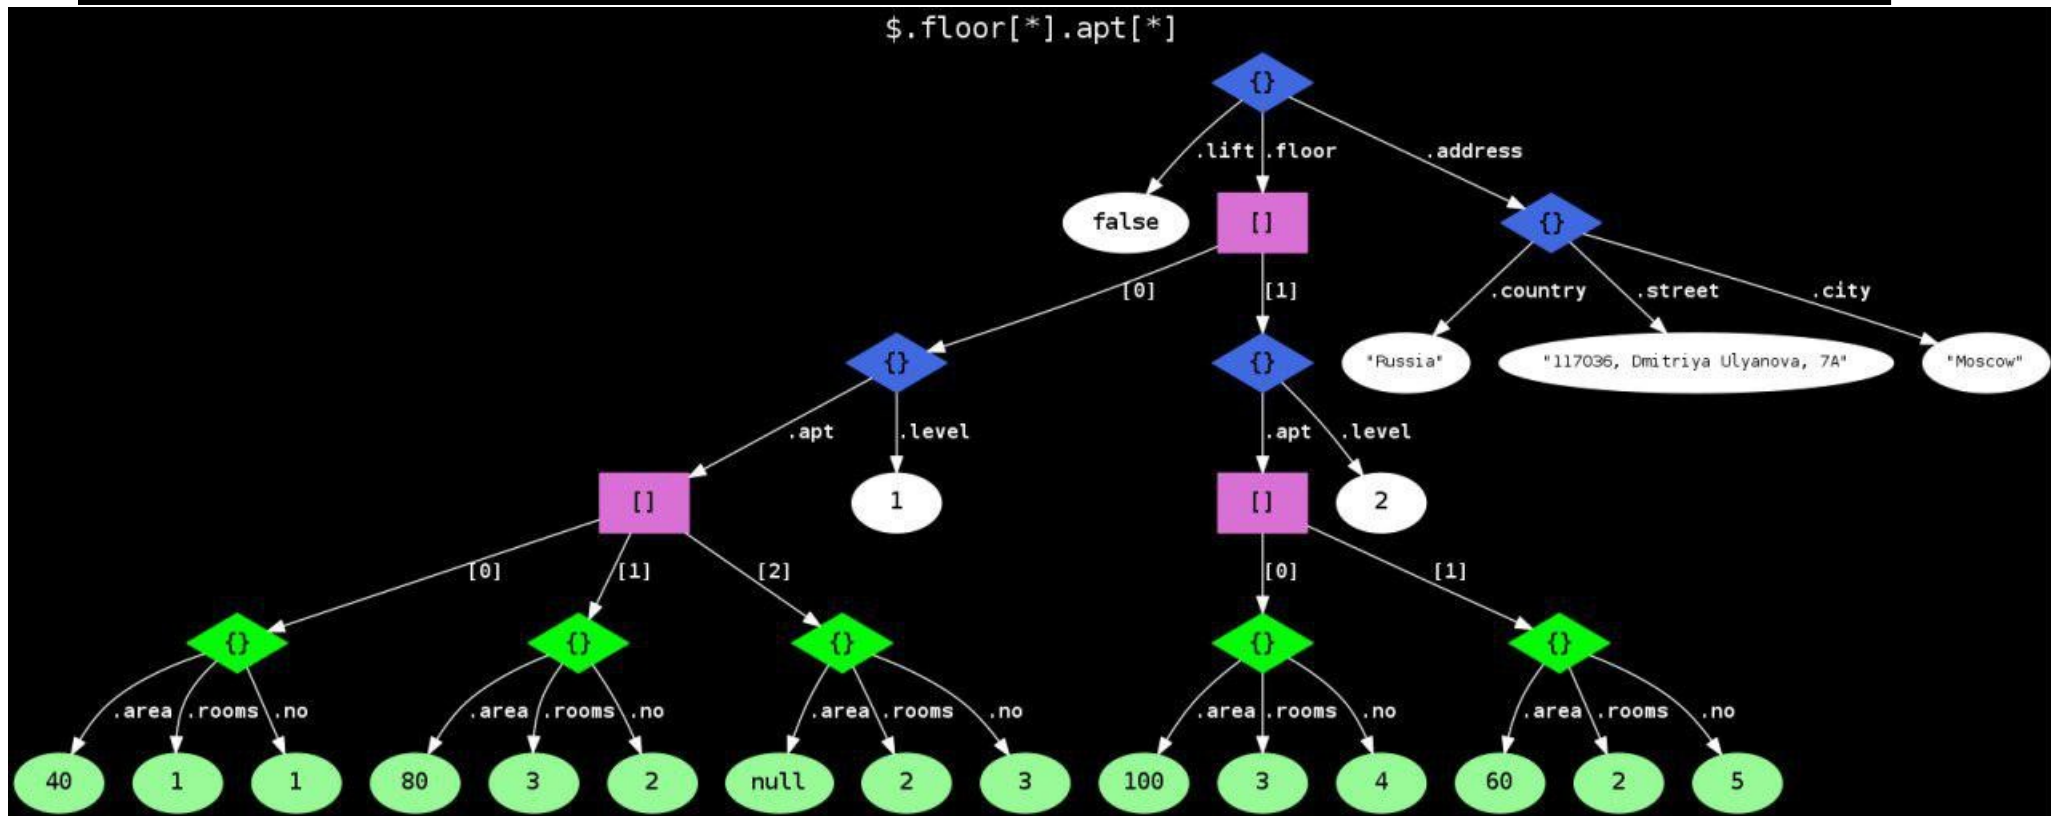 $.floor[*].apt[*]
{}
.lift .floor .address
false [] {}
[0] [1] .country .street .city
{} {} "Russia" "117036, Dmitriya Ulyanova, 7A" "Moscow"
.apt .level .apt .level
[] 1 [] 2
[0] [1] [2] [0] [1]
{} {} {} {} {}
.area .rooms .no .area .rooms .no .area .rooms .no .area .rooms .no .area .rooms .no
40 1 1 80 3 2 null 2 3 100 3 4 60 2 5